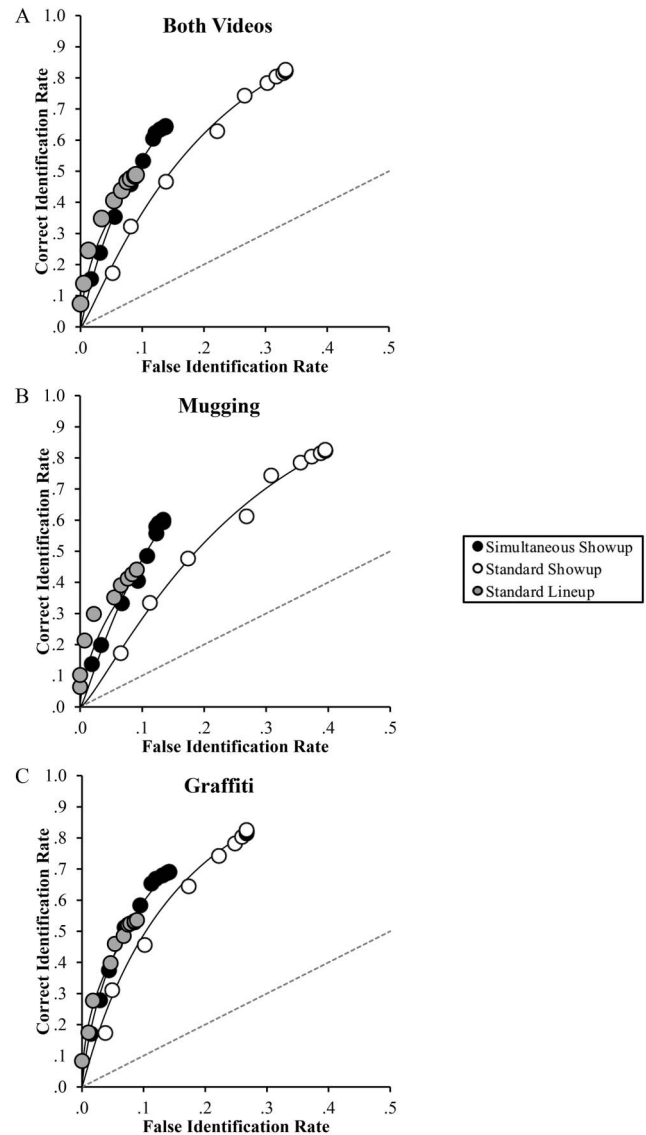 A
Both Videos
1.0
.9
.8
.7
.6
.5
.4
.3
.2
.1
.0
Correct Identification Rate
.0 .1 .2 .3 .4 .5
False Identification Rate
B
Mugging
1.0
.9
.8
.7
.6
.5
.4
.3
.2
.1
.0
Correct Identification Rate
.0 .1 .2 .3 .4 .5
False Identification Rate
Simultaneous Showup
Standard Showup
Standard Lineup
C
Graffiti
1.0
.9
.8
.7
.6
.5
.4
.3
.2
.1
.0
Correct Identification Rate
.0 .1 .2 .3 .4 .5
False Identification Rate